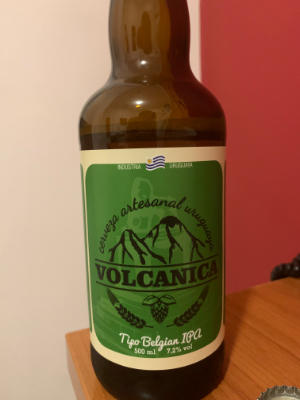 INDUSTRIA URUGUAYA
cerveza artesanal uruguaya
VOLCANICA
Tipo Belgian IPA
500 ml. 7.2% vol